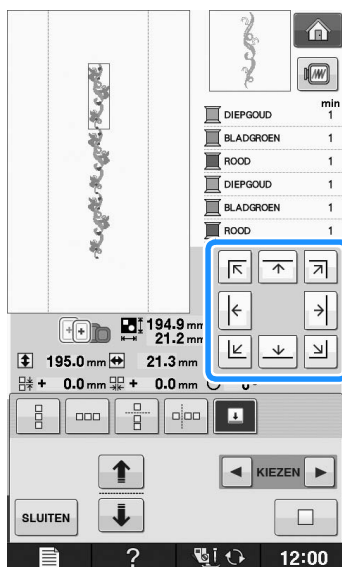 min
DIEPGOUD 1
BLADGROEN 1
ROOD 1
DIEPGOUD 1
BLADGROEN 1
ROOD 1
194.9 mm
21.2 mm
195.0 mm 21.3 mm
+ 0.0 mm + 0.0 mm 0°
KIEZEN
SLUITEN
? 12:00